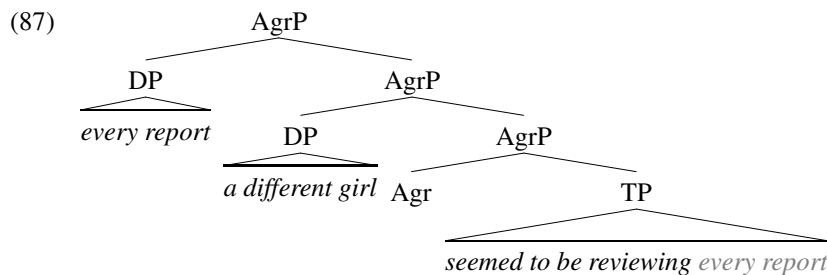 (87) AgrP
DP AgrP
every report DP AgrP
a different girl Agr TP
seemed to be reviewing every report